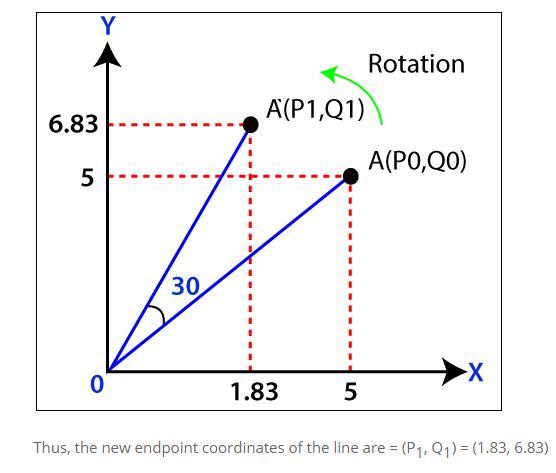 Y
Rotation
A'(P1,Q1)
6.83
A(P0,Q0)
5
30
0
X
1.83
5
Thus, the new endpoint coordinates of the line are = (P₁, Q₁) = (1.83, 6.83)